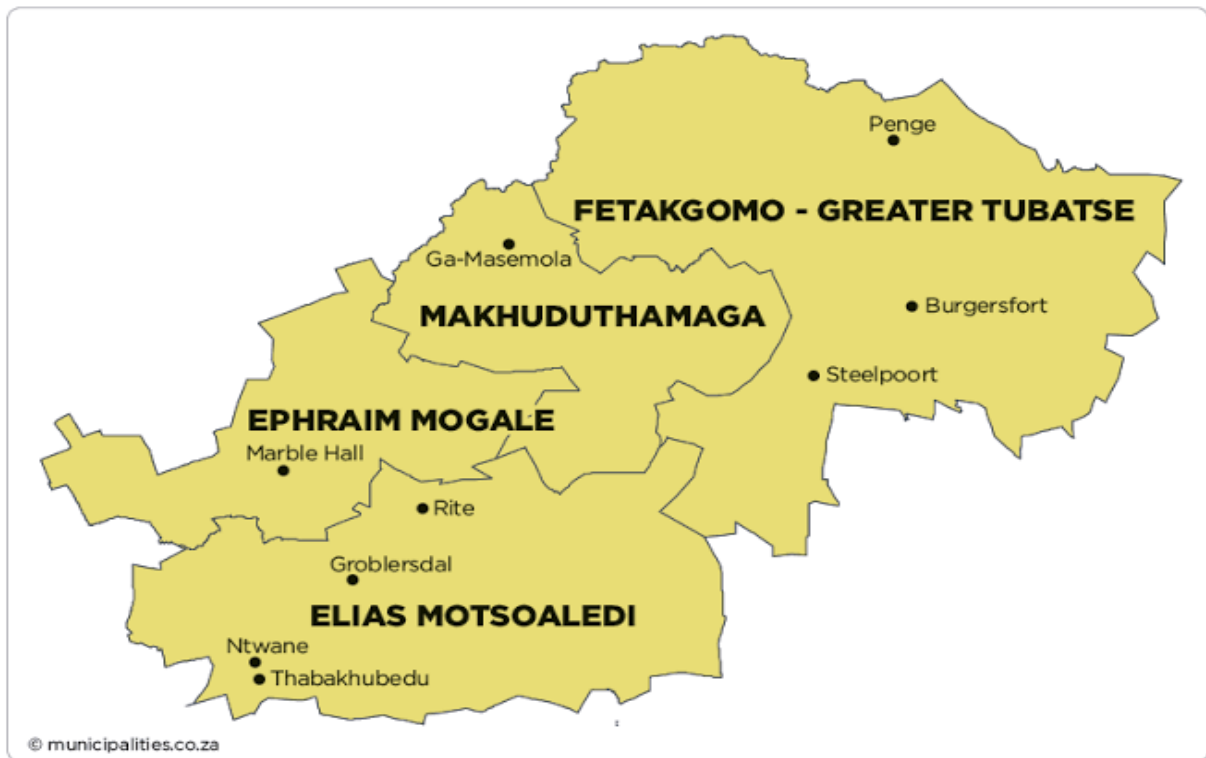 Penge
FETAKGOMO - GREATER TUBATSE
Ga-Masemola
Burgersfort
MAKHUDUTHAMAGA
Steelpoort
EPHRAIM MOGALE
Marble Hall
Rite
Groblersdal
ELIAS MOTSOALEDI
Ntwane
Thabakhubedu
© municipalities.co.za